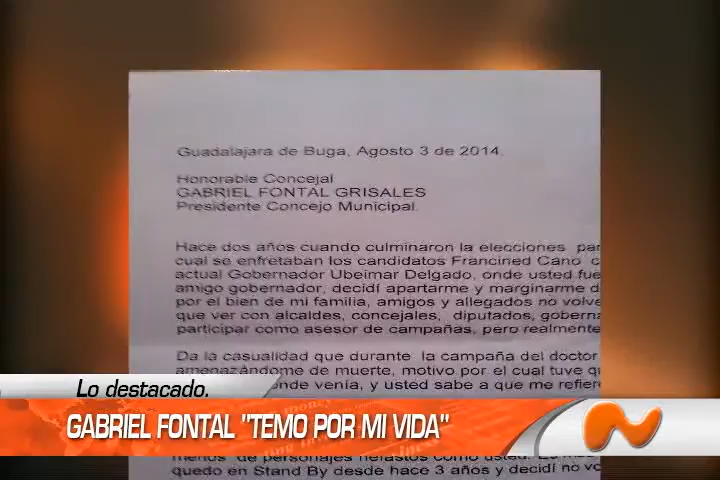 Guadalajara de Buga, Agosto 3 de 2014.
Honorable Concejal
GABRIEL FONTAL GRISALES
Presidente Concejo Municipal.
Hace dos años cuando culminaron la elecciones par
cual se enfretaban los candidatos Francined Cano c
actual Gobernador Ubeimar Delgado, onde usted fue
amigo gobernador, decidí apartarme y marginarme d
por el bien de mi familia, amigos y allegados no volve
que ver con alcaldes, concejales, diputados, goberna
participar como asesor de campañas, pero realmente
Da la casualidad que durante la campaña del doctor
amenazándome de muerte, motivo por el cual tuve qu
onde venía, y usted sabe a que me refier
Lo destacado.
GABRIEL FONTAL "TEMO POR MI VIDA"
menos de personajes nefastos como usted.
quedo en Stand By desde hace 3 años y decidí no vo